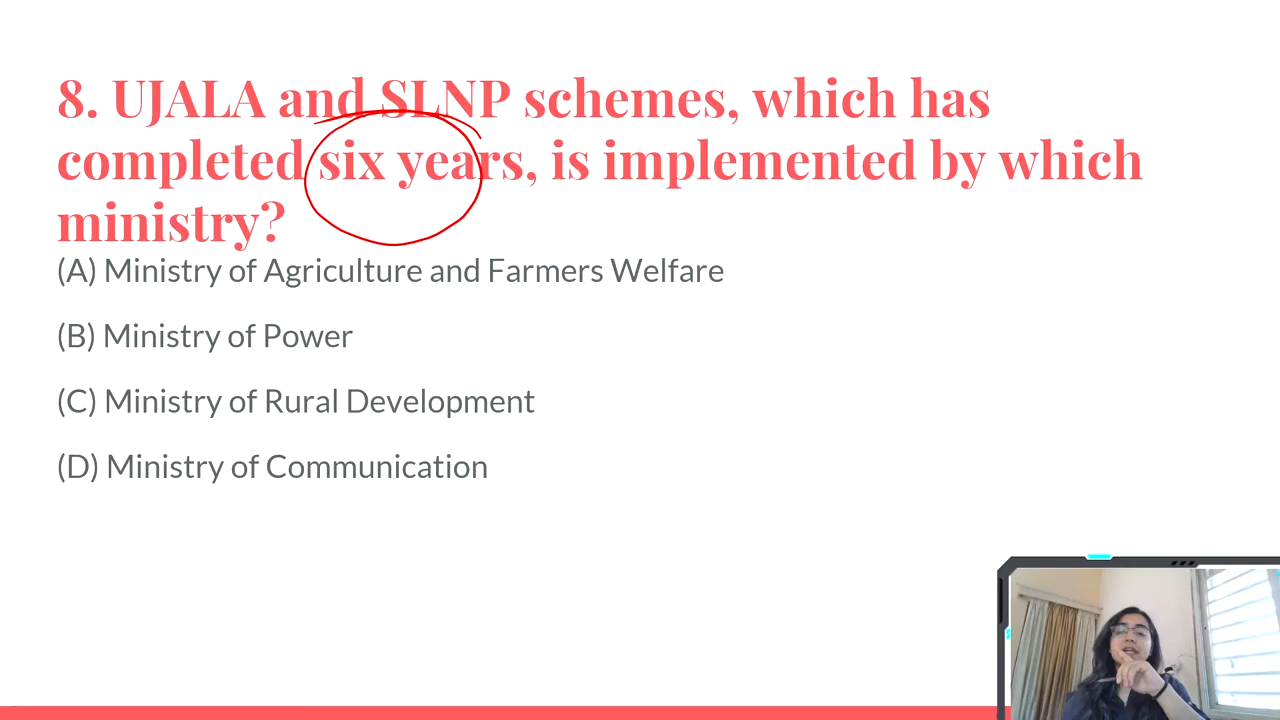 8. UJALA and SLNP schemes, which has
completed six years, is implemented by which
ministry?
(A) Ministry of Agriculture and Farmers Welfare
(B) Ministry of Power
(C) Ministry of Rural Development
(D) Ministry of Communication